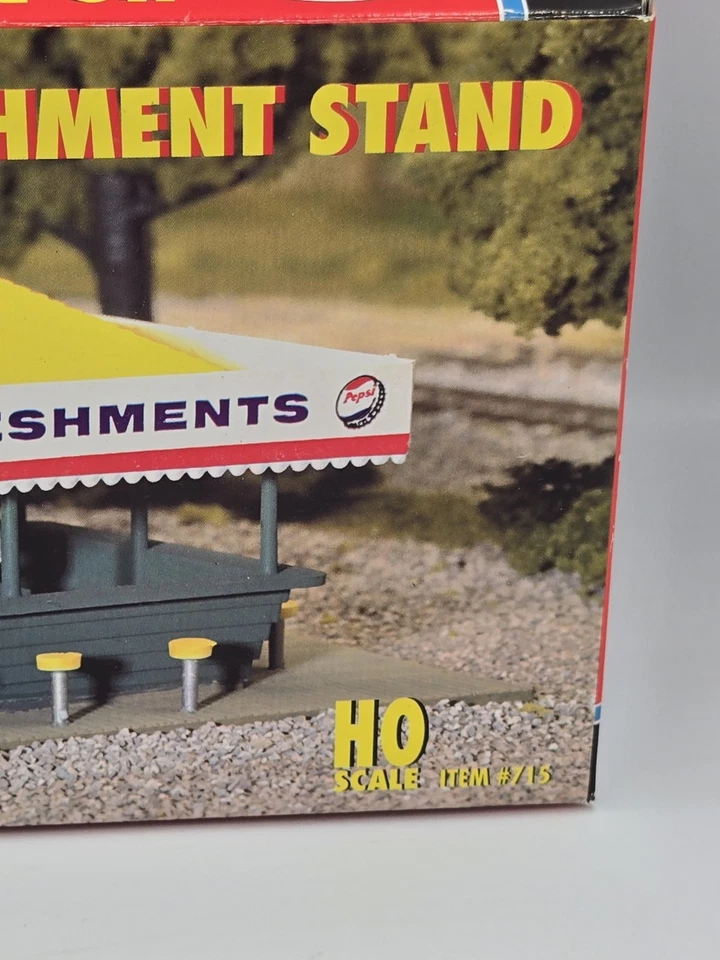 HMENT STAND
ESHMENTS
Pepsi
HO
SCALE ITEM #715